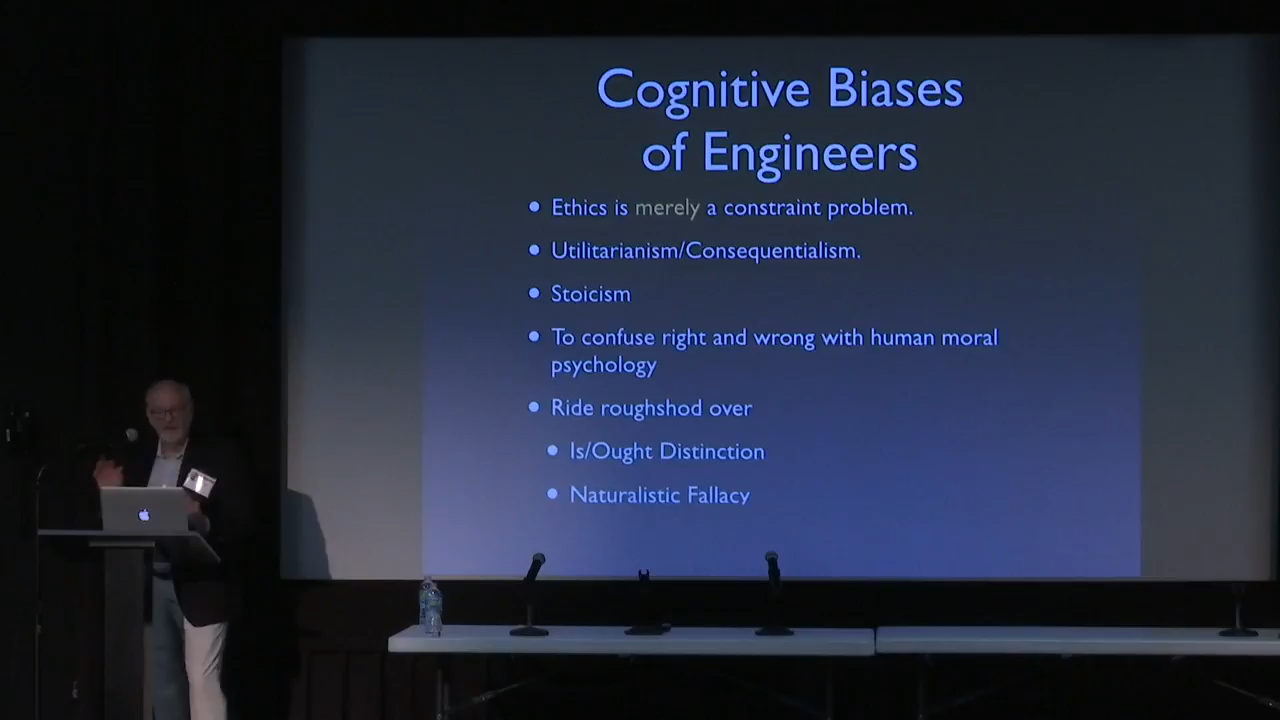 Cognitive Biases
of Engineers
Ethics is merely a constraint problem.
Utilitarianism/Consequentialism.
Stoicism
To confuse right and wrong with human moral
psychology
Ride roughshod over
Is/Ought Distinction
Naturalistic Fallacy